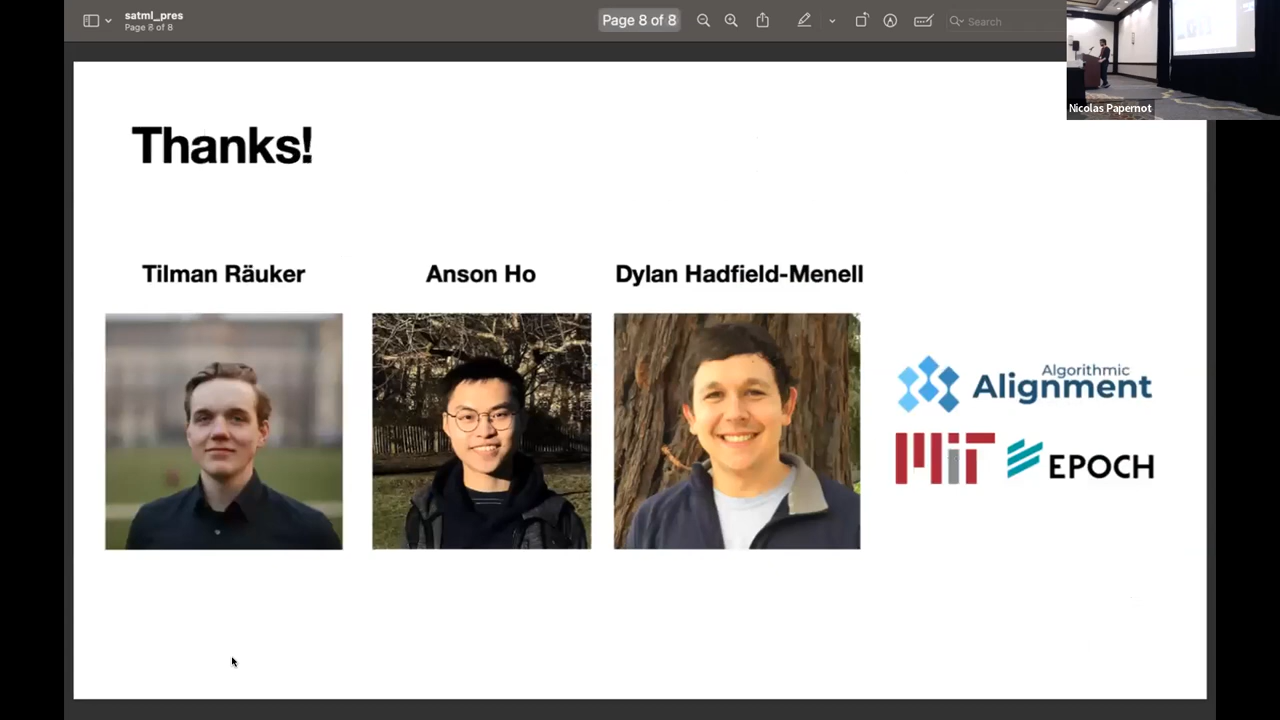 satml_pres
Page 8 of 8
Page 8 of 8
Search
Nicolas Papernot
Thanks!
Tilman Räuker
Anson Ho
Dylan Hadfield-Menell
Algorithmic
Alignment
MIT
EPOCH